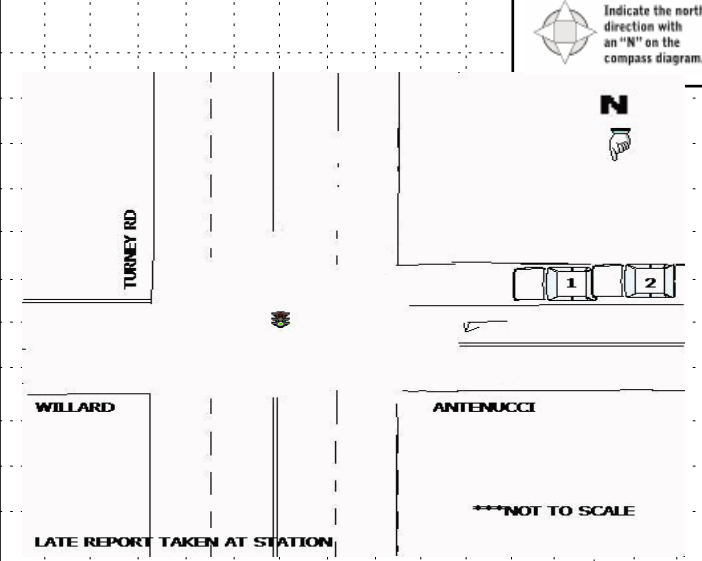 Indicate the north
direction with
an "N" on the
compass diagram.
N
TURNEY RD
1 2
WILLARD
ANTENUCCI
***NOT TO SCALE
LATE REPORT TAKEN AT STATION